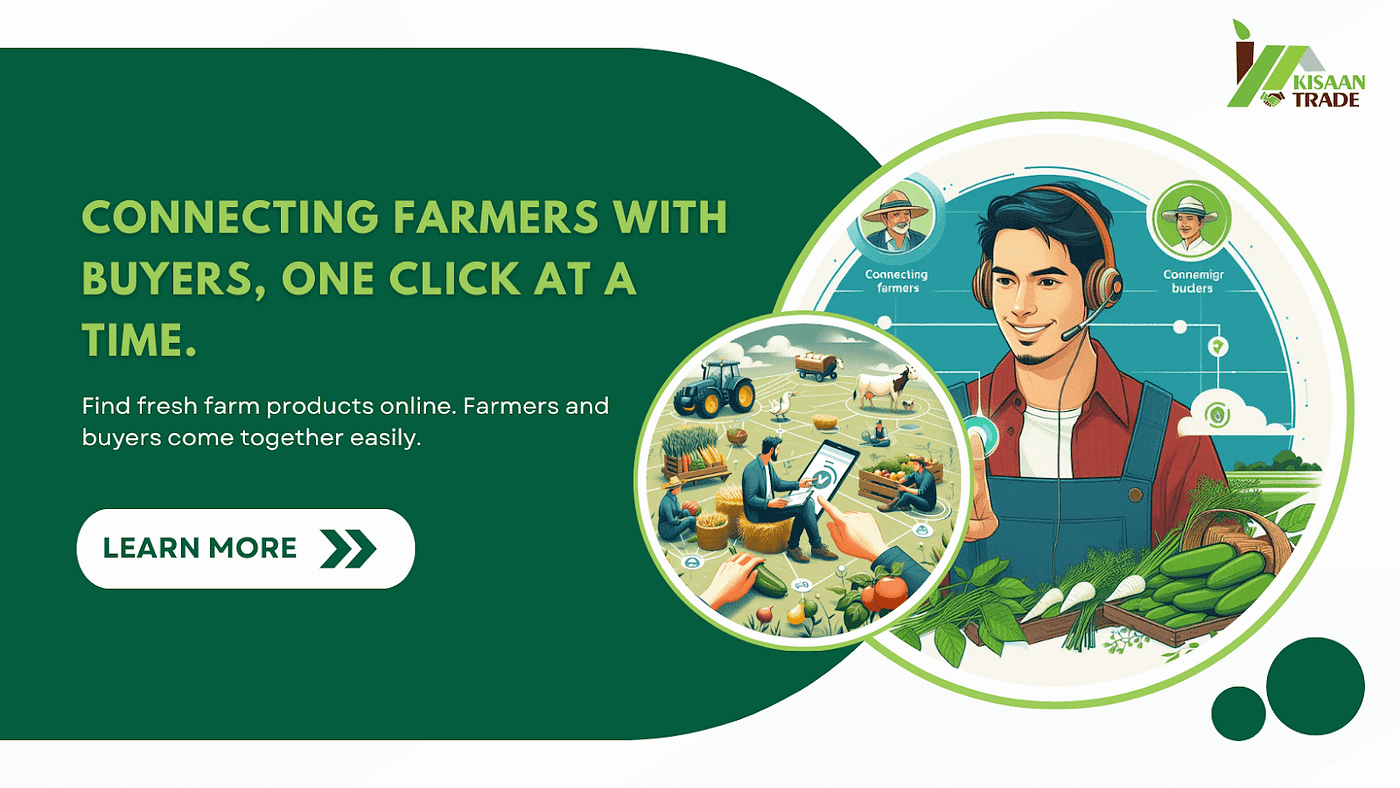 KISAAN
TRADE
CONNECTING FARMERS WITH
BUYERS, ONE CLICK AT A
TIME.
Find fresh farm products online. Farmers and
buyers come together easily.
LEARN MORE
Connecting
farmers
Connemigr
buclers